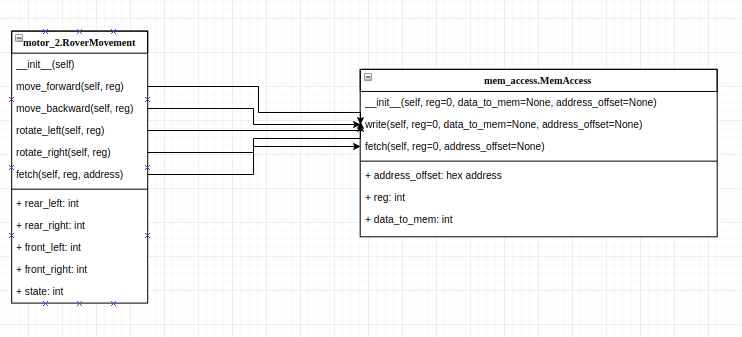 motor_2.RoverMovement
__init__(self)
move_forward(self, reg)
move_backward(self, reg)
rotate_left(self, reg)
rotate_right(self, reg)
fetch(self, reg, address)
+ rear_left: int
+ rear_right: int
+ front_left: int
+ front_right: int
+ state: int
mem_access.MemAccess
__init__(self, reg=0, data_to_mem=None, address_offset=None)
write(self, reg=0, data_to_mem=None, address_offset=None)
fetch(self, reg=0, address_offset=None)
+ address_offset: hex address
+ reg: int
+ data_to_mem: int